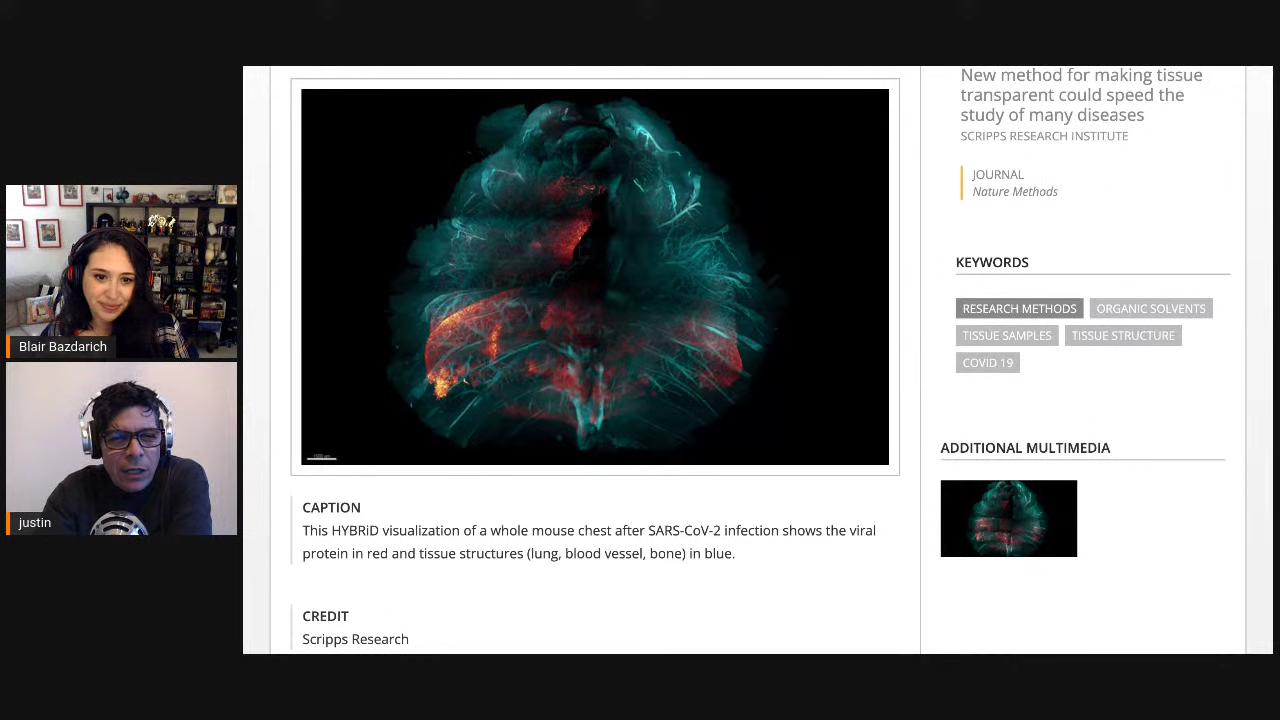 Blair Bazdarich
justin
CAPTION
This HYBRiD visualization of a whole mouse chest after SARS-CoV-2 infection shows the viral
protein in red and tissue structures (lung, blood vessel, bone) in blue.
CREDIT
Scripps Research
New method for making tissue
transparent could speed the
study of many diseases
SCRIPPS RESEARCH INSTITUTE
JOURNAL
Nature Methods
KEYWORDS
RESEARCH METHODS
ORGANIC SOLVENTS
TISSUE SAMPLES
TISSUE STRUCTURE
COVID 19
ADDITIONAL MULTIMEDIA